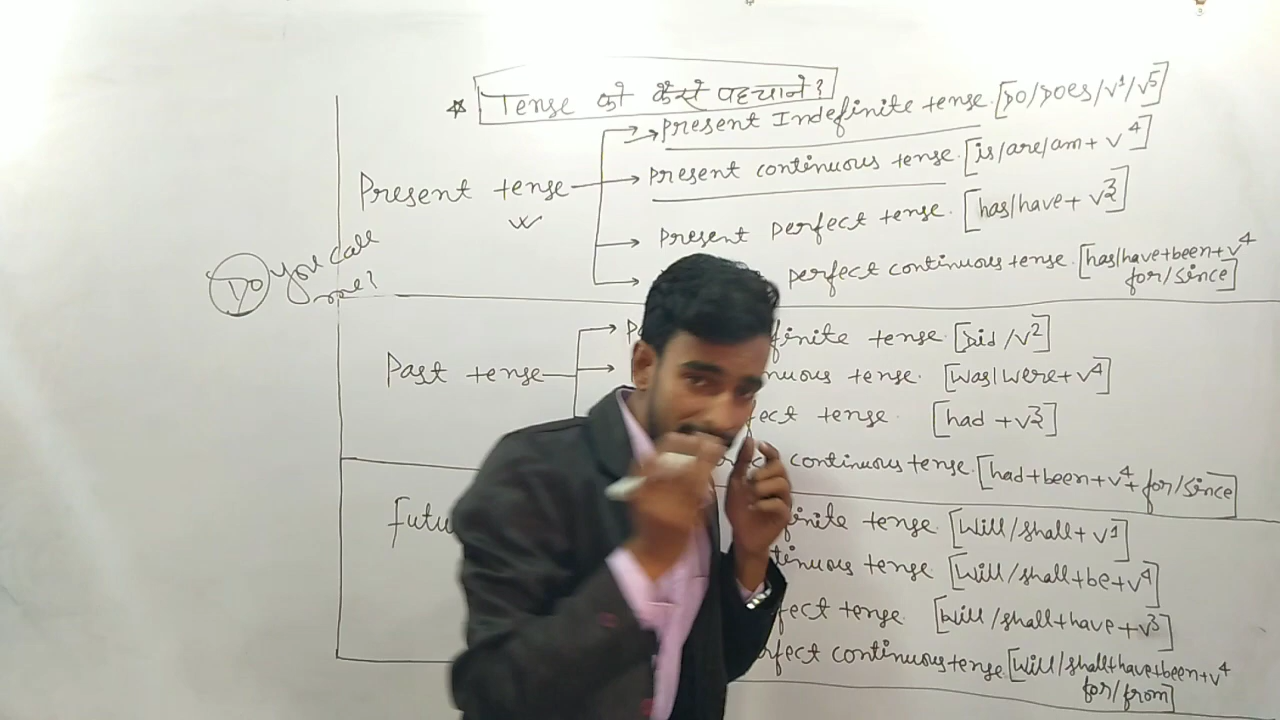 * Tense को कैसे पहचाने?
Present tense
Present Indefinite tense. [Do/Does/v¹/v⁵]
Present continuous tense. [is/are/am + v⁴]
Present perfect tense. [has/have + v³]
perfect continuous tense. [has/have+been+v⁴
for/since]
Do you call
me?
Past tense
finite tense. [Did /v²]
nuous tense. [was/were+v⁴]
ect tense. [had +v³]
continuous tense. [had+been+v⁴+ for/since]
Futu
inite tense. [Will/shall+ v¹]
tinuous tense. [Will/shall+be+v⁴]
fect tense. [Will/shall+have+v³]
rfect continuous tense. [Will/shall+have+been+v⁴
for/from]